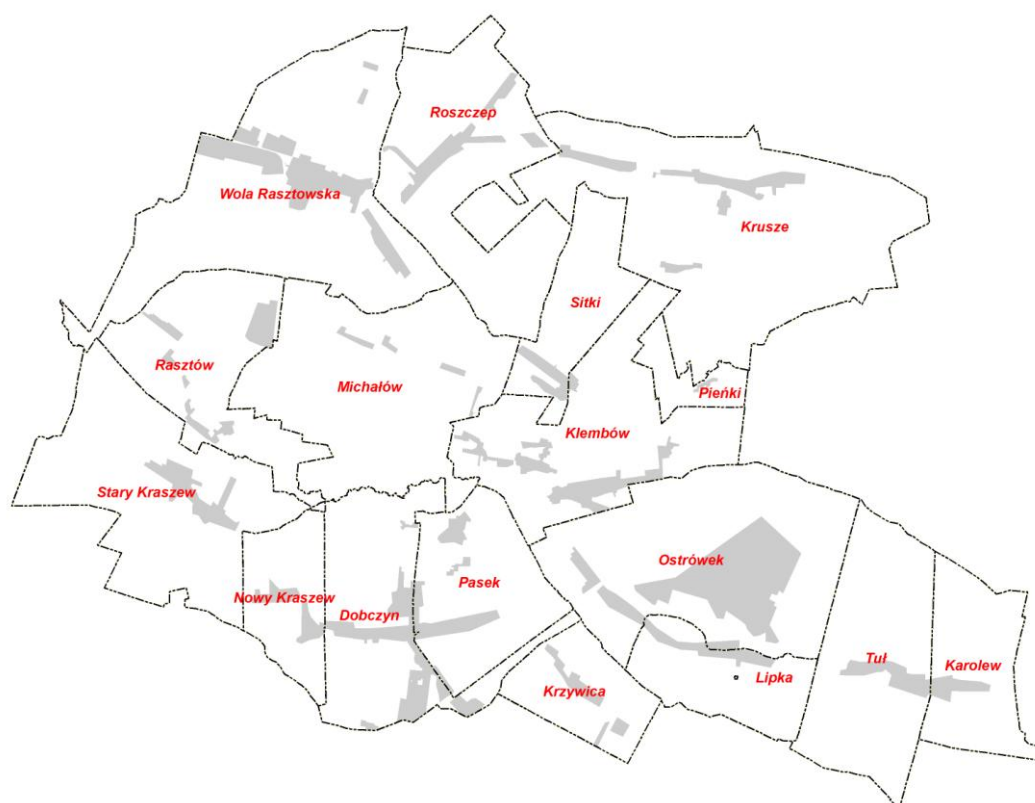 Roszczep
Wola Rasztowska
Krusze
Sitki
Rasztów
Michałów
Pieńki
Klembów
Stary Kraszew
Ostrówek
Pasek
Nowy Kraszew
Dobczyn
Tuł
Karolew
Lipka
Krzywica